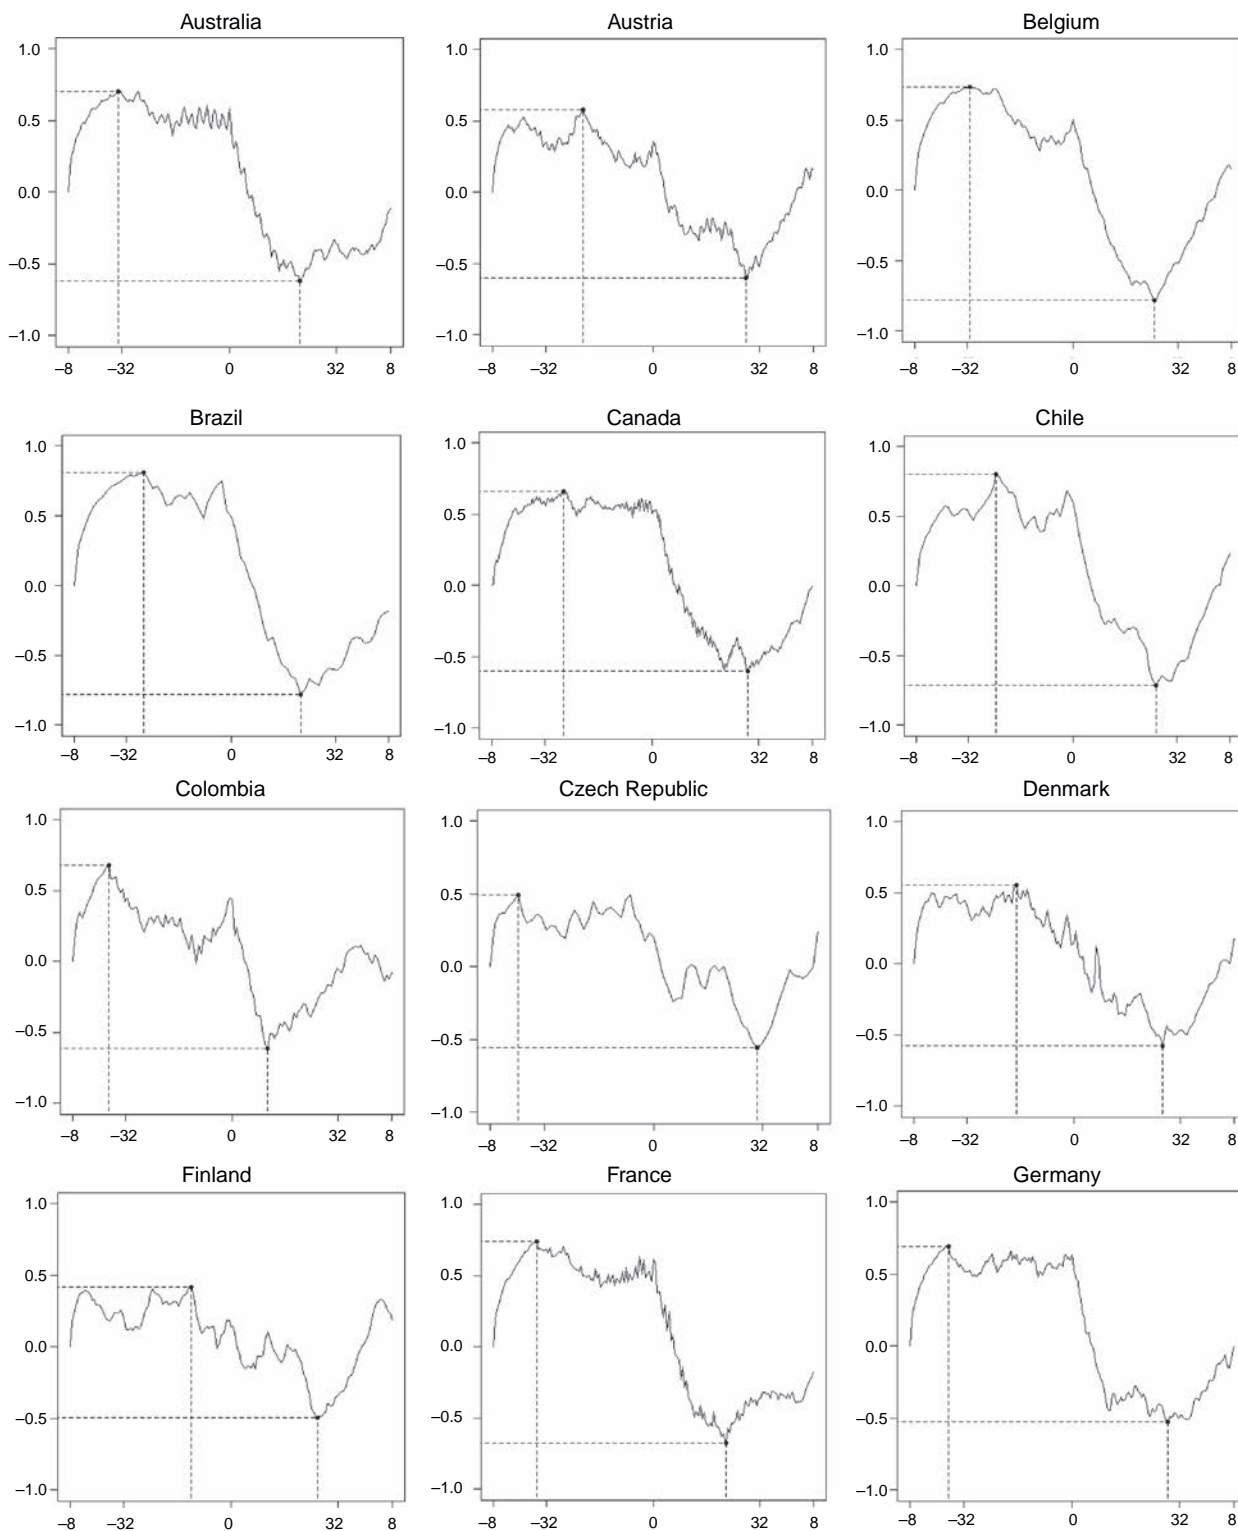 Australia Austria Belgium
1.0 1.0 1.0
0.5 0.5 0.5
0.0 0.0 0.0
–0.5 –0.5 –0.5
–1.0 –1.0 –1.0
–8 –32 0 32 8 –8 –32 0 32 8 –8 –32 0 32 8
Brazil Canada Chile
1.0 1.0 1.0
0.5 0.5 0.5
0.0 0.0 0.0
–0.5 –0.5 –0.5
–1.0 –1.0 –1.0
–8 –32 0 32 8 –8 –32 0 32 8 –8 –32 0 32 8
Colombia Czech Republic Denmark
1.0 1.0 1.0
0.5 0.5 0.5
0.0 0.0 0.0
–0.5 –0.5 –0.5
–1.0 –1.0 –1.0
–8 –32 0 32 8 –8 –32 0 32 8 –8 –32 0 32 8
Finland France Germany
1.0 1.0 1.0
0.5 0.5 0.5
0.0 0.0 0.0
–0.5 –0.5 –0.5
–1.0 –1.0 –1.0
–8 –32 0 32 8 –8 –32 0 32 8 –8 –32 0 32 8